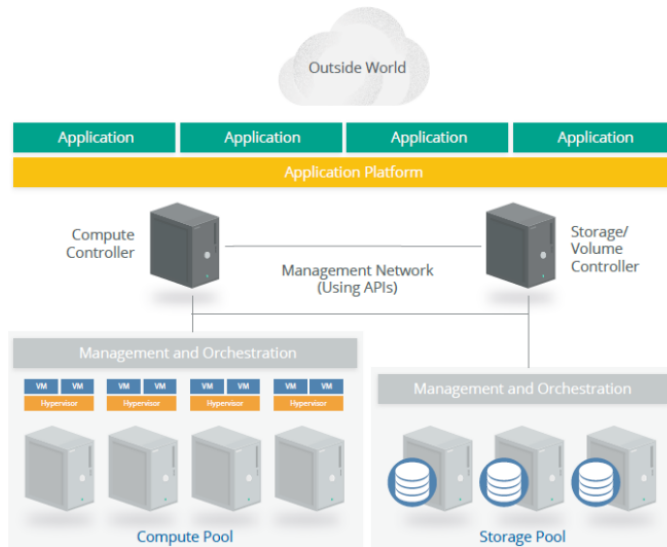 Outside World
Application
Application
Application
Application
Application Platform
Compute
Controller
Storage/
Volume
Controller
Management Network
(Using APIs)
Management and Orchestration
VM VM VM VM VM VM VM VM
Hypervisor Hypervisor Hypervisor Hypervisor
Compute Pool
Management and Orchestration
Storage Pool